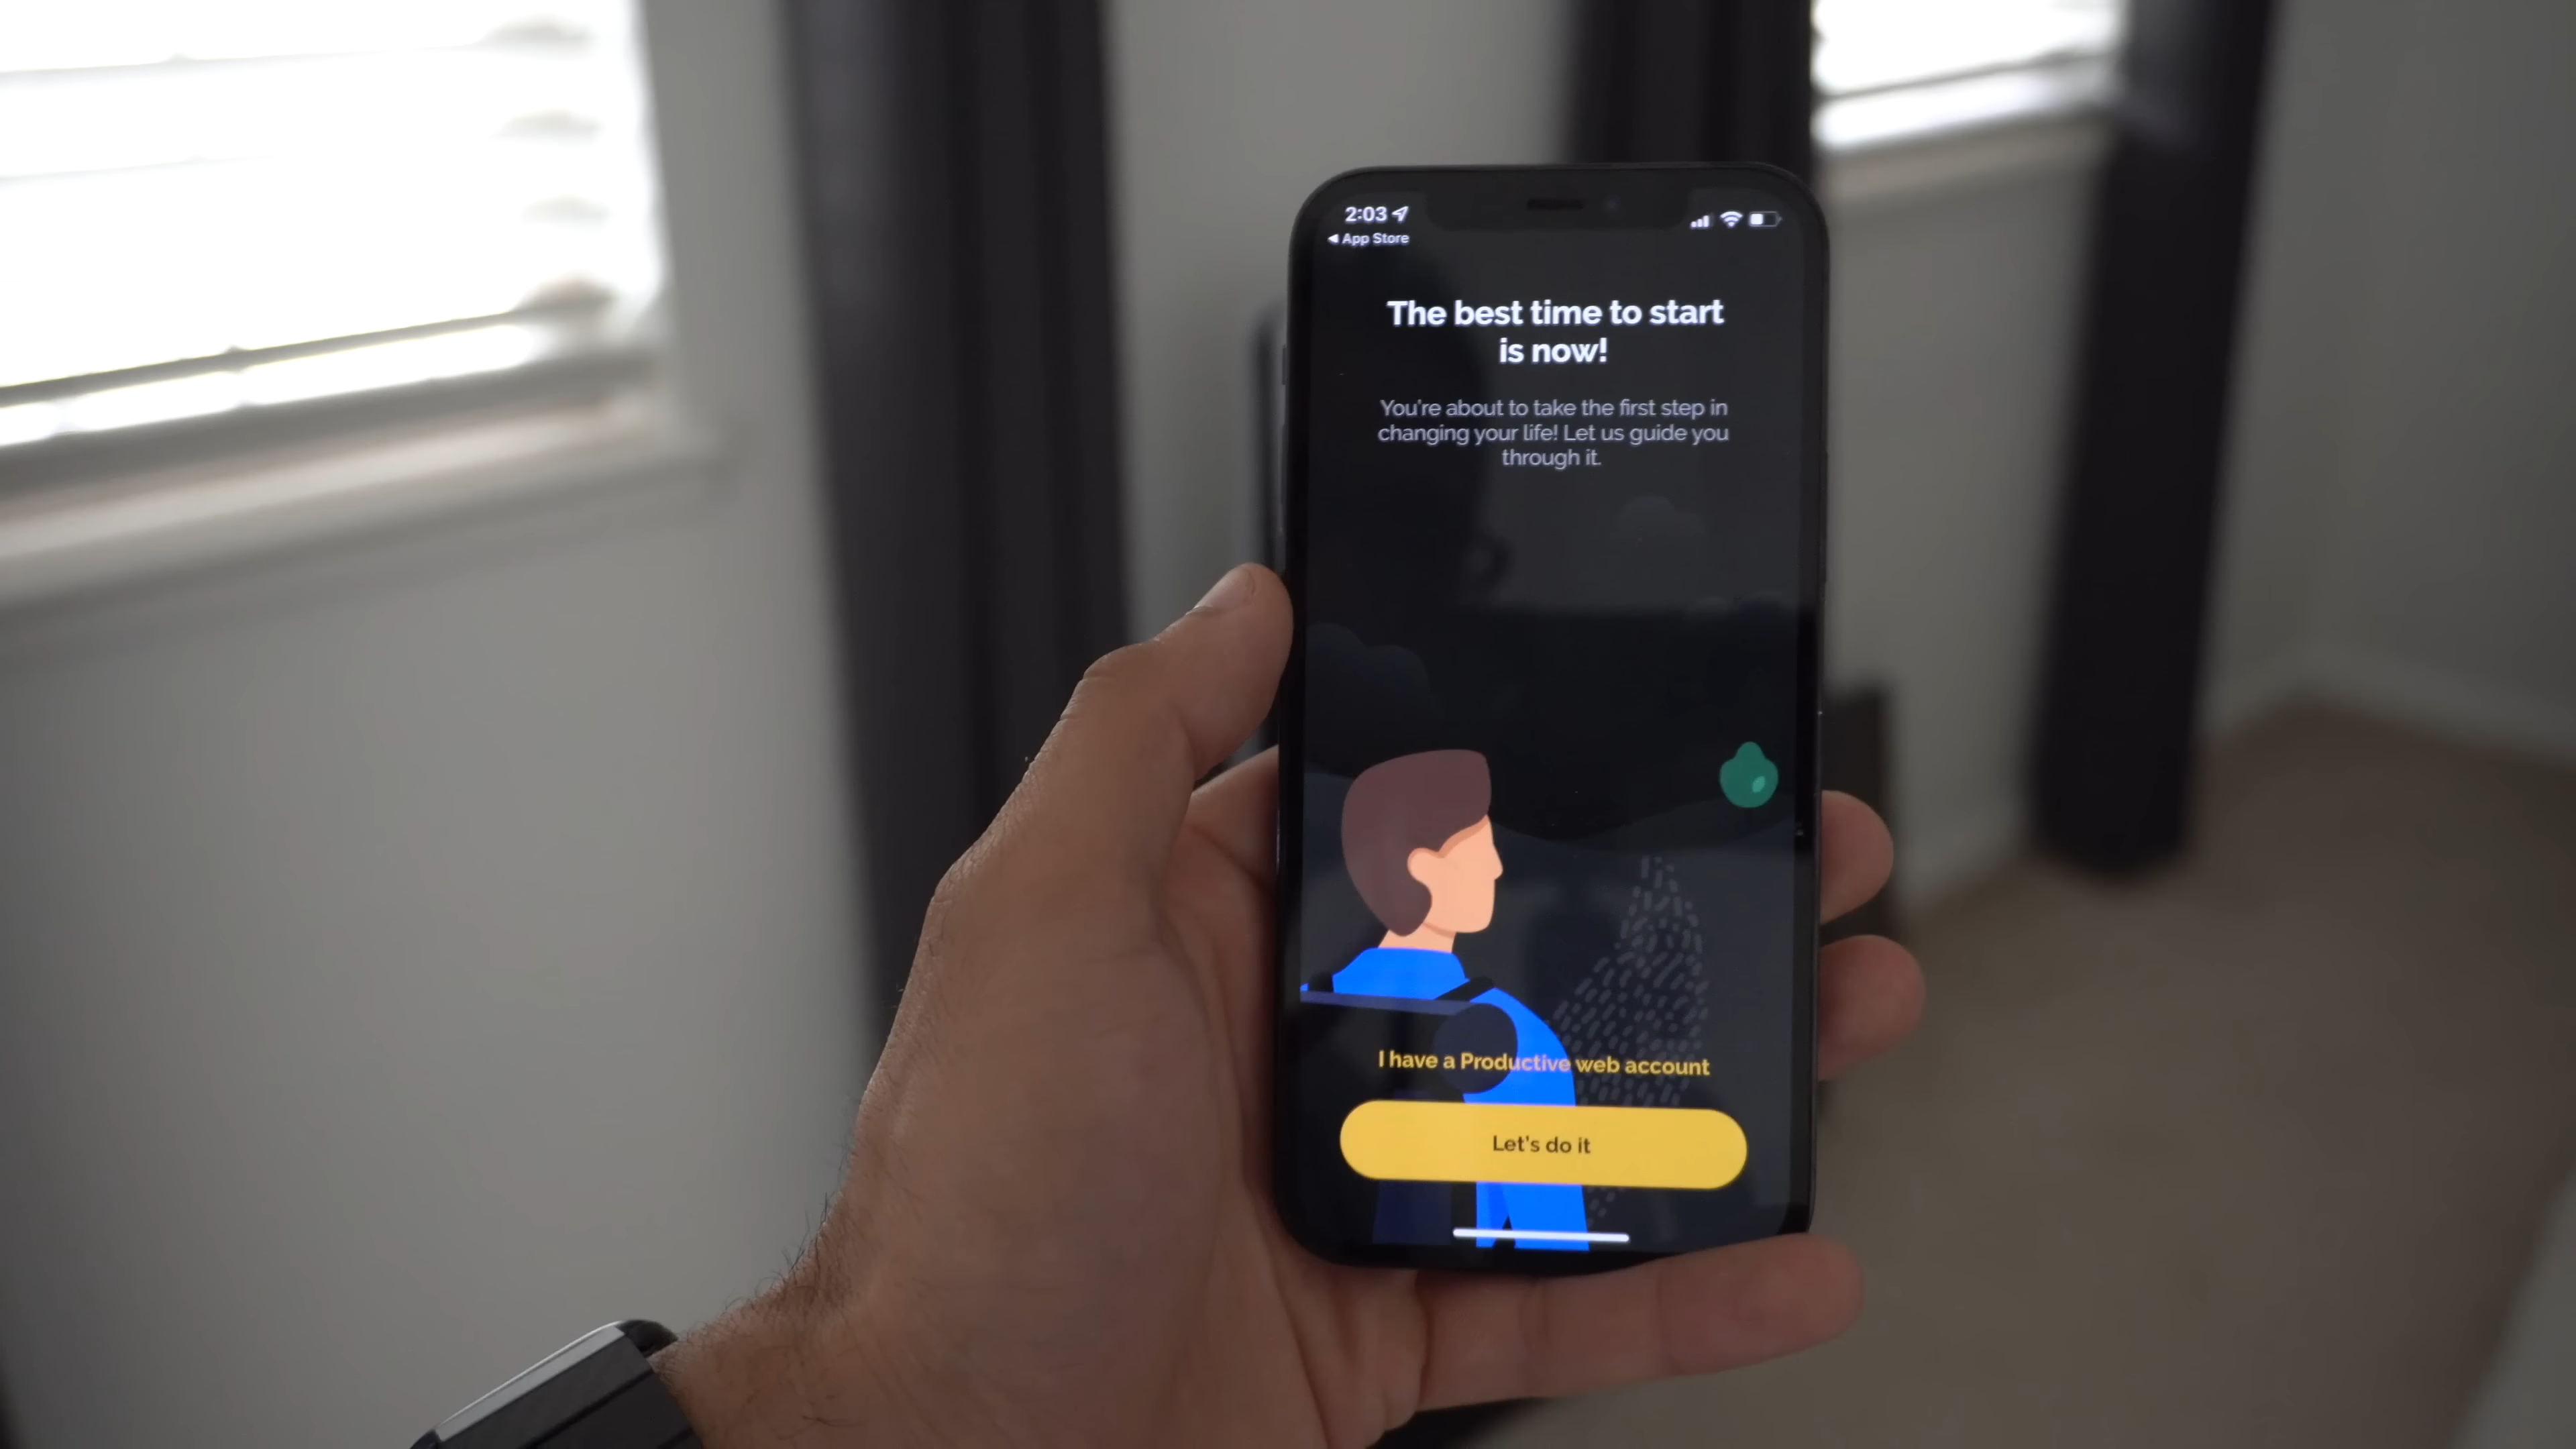 2:03
App Store
The best time to start
is now!
You're about to take the first step in
changing your life! Let us guide you
through it.
I have a Productive web account
Let's do it